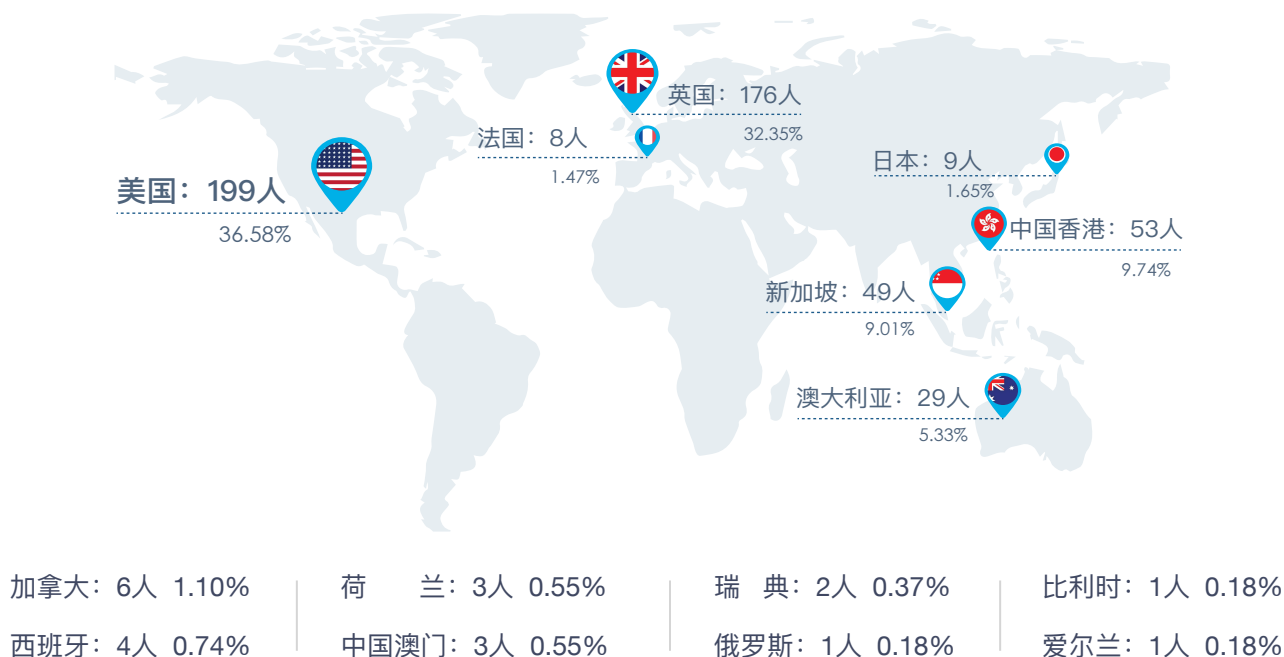 英国：176人
32.35%
法国：8人
1.47%
美国：199人
36.58%
日本：9人
1.65%
中国香港：53人
9.74%
新加坡：49人
9.01%
澳大利亚：29人
5.33%
加拿大：6人 1.10%
荷 兰：3人 0.55%
瑞 典：2人 0.37%
比利时：1人 0.18%
西班牙：4人 0.74%
中国澳门：3人 0.55%
俄罗斯：1人 0.18%
爱尔兰：1人 0.18%